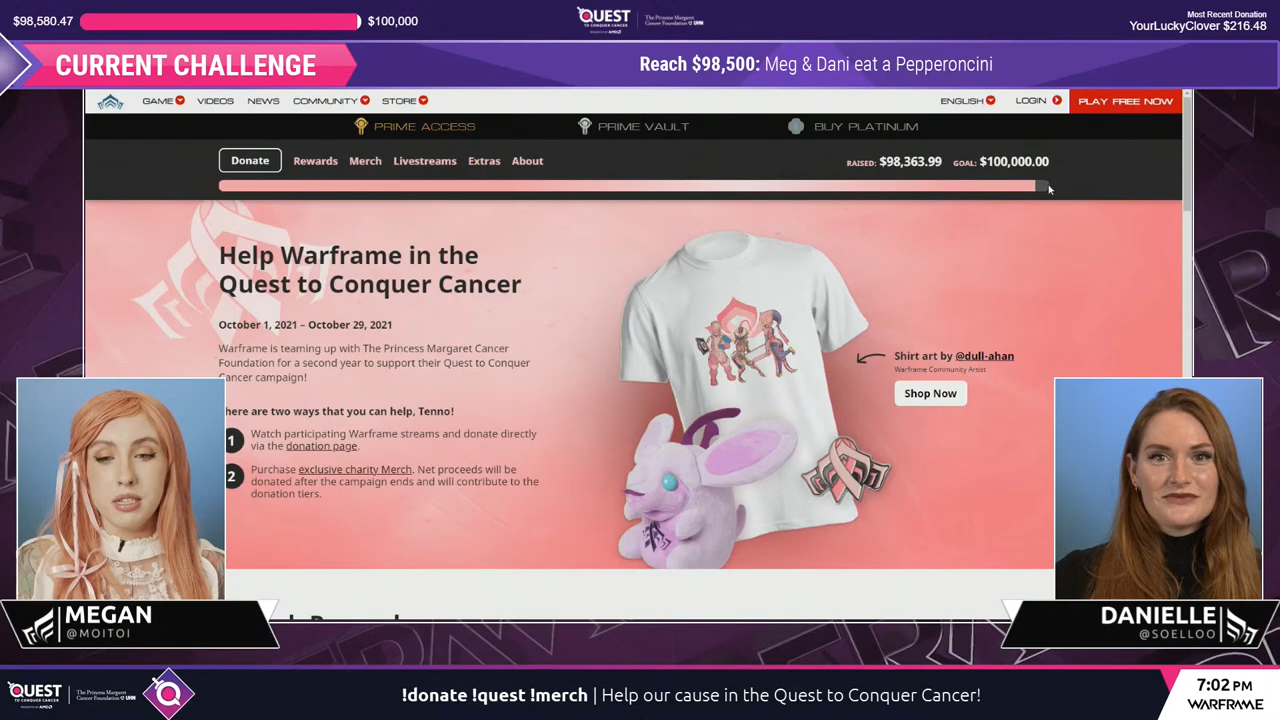 $98,580.47
$100,000
QUEST
TO CONQUER CANCER
PRESENTED BY AMD
The Princess Margaret
Cancer Foundation UHN
Most Recent Donation
YourLuckyClover $216.48
CURRENT CHALLENGE
Reach $98,500: Meg & Dani eat a Pepperoncini
GAME VIDEOS NEWS COMMUNITY STORE
ENGLISH LOGIN PLAY FREE NOW
PRIME ACCESS PRIME VAULT BUY PLATINUM
Donate Rewards Merch Livestreams Extras About
RAISED: $98,363.99 GOAL: $100,000.00
Help Warframe in the
Quest to Conquer Cancer
October 1, 2021 – October 29, 2021
Warframe is teaming up with The Princess Margaret Cancer
Foundation for a second year to support their Quest to Conquer
Cancer campaign!
here are two ways that you can help, Tenno!
1 Watch participating Warframe streams and donate directly
via the donation page.
2 Purchase exclusive charity Merch. Net proceeds will be
donated after the campaign ends and will contribute to the
donation tiers.
Shirt art by @dull-ahan
Warframe Community Artist
Shop Now
MEGAN
@MOITOI
DANIELLE
@SOELLOO
QUEST
TO CONQUER CANCER
The Princess Margaret
Cancer Foundation UHN
!donate !quest !merch | Help our cause in the Quest to Conquer Cancer!
7:02 PM
WARFRAME